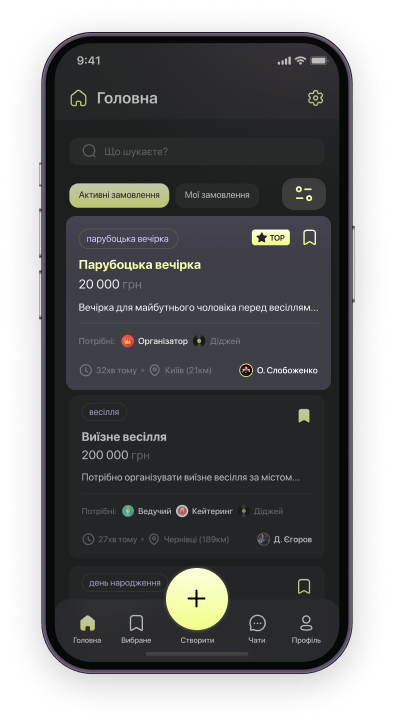 9:41
Головна
Що шукаєте?
Активні замовлення
Мої замовлення
парубоцька вечірка
TOP
Парубоцька вечірка
20 000 грн
Вечірка для майбутнього чоловіка перед весіллям...
Потрібні: Організатор Діджей
32хв тому • Київ (21км) О. Слобоженко
весілля
Виїзне весілля
200 000 грн
Потрібно організувати виїзне весілля за містом...
Потрібні: Ведучий Кейтеринг Діджей
27хв тому • Чернівці (189км) Д. Єгоров
день народження
Головна
Вибране
Створити
Чати
Профіль